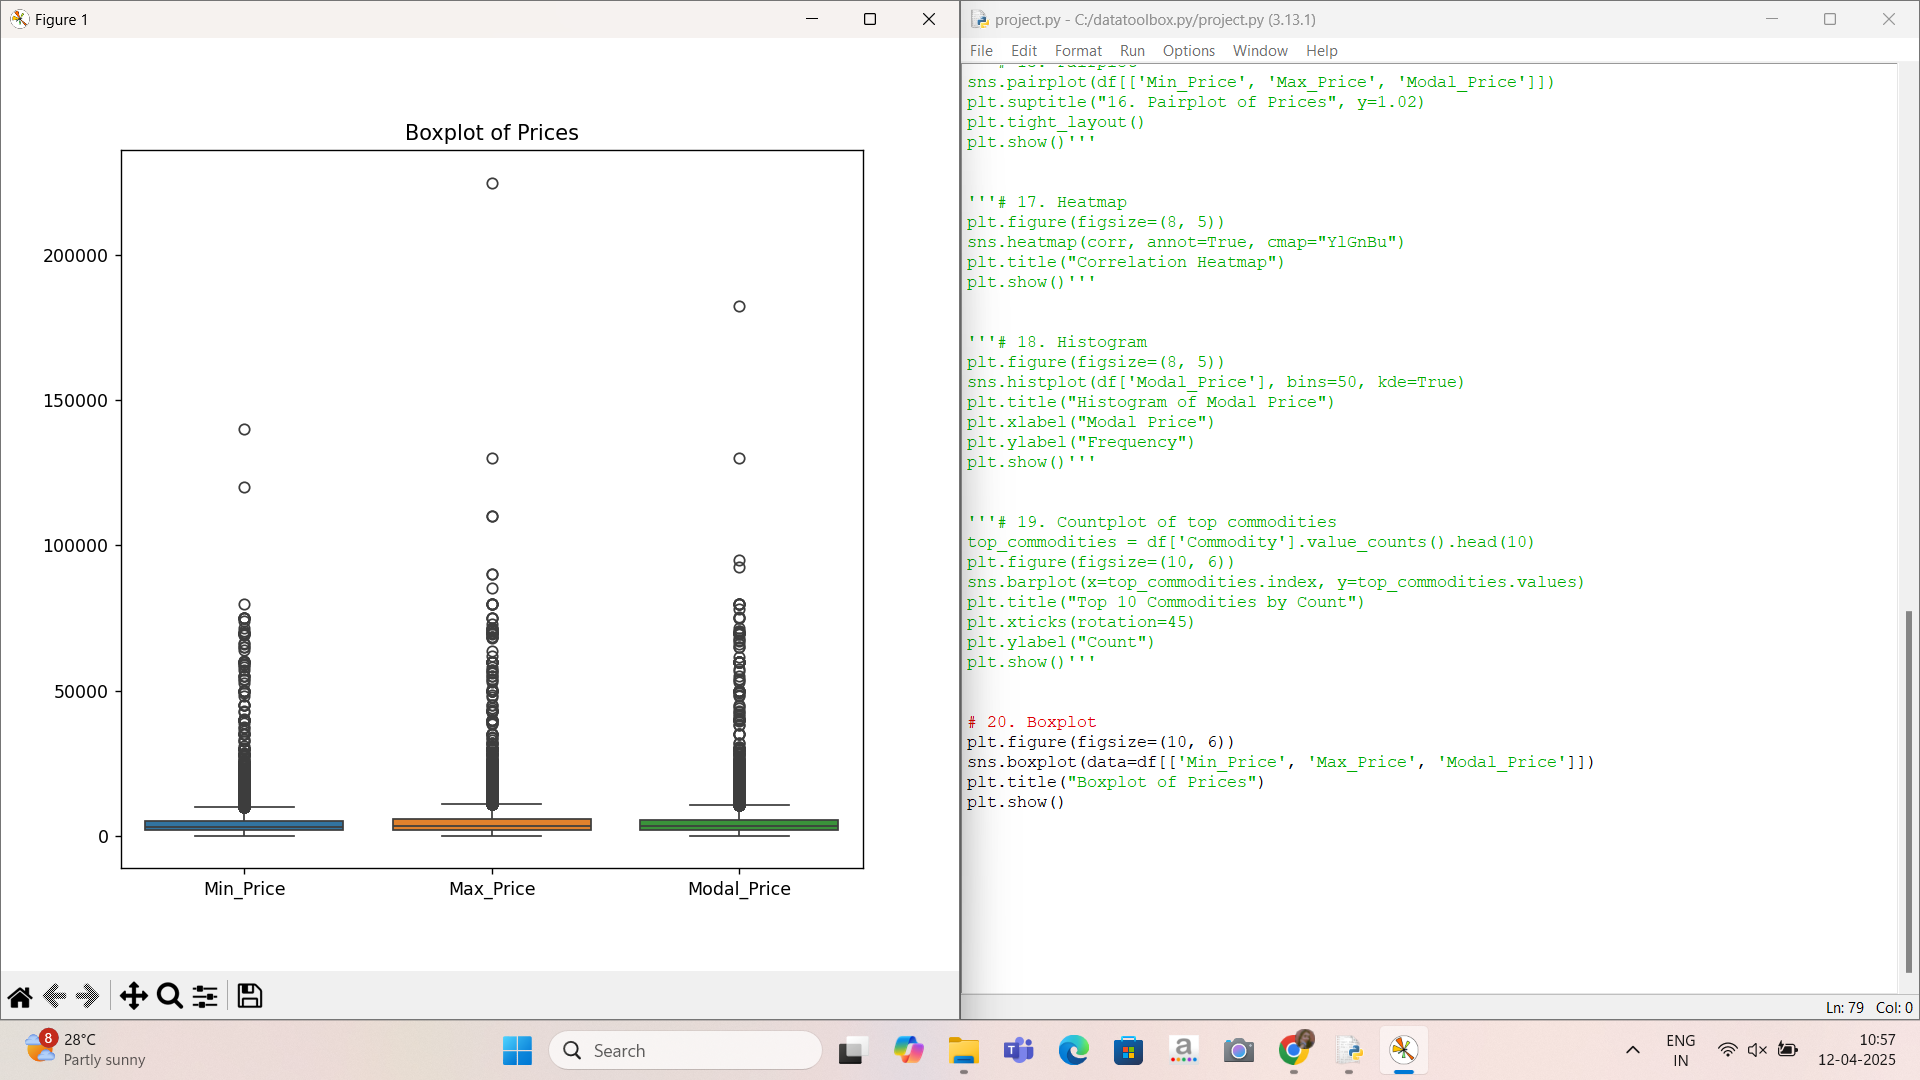 Figure 1
Boxplot of Prices
200000
150000
100000
50000
0
Min_Price
Max_Price
Modal_Price
project.py - C:/datatoolbox.py/project.py (3.13.1)
File Edit Format Run Options Window Help
sns.pairplot(df[['Min_Price', 'Max_Price', 'Modal_Price']])
plt.suptitle("16. Pairplot of Prices", y=1.02)
plt.tight_layout()
plt.show()'''
'''# 17. Heatmap
plt.figure(figsize=(8, 5))
sns.heatmap(corr, annot=True, cmap="YlGnBu")
plt.title("Correlation Heatmap")
plt.show()'''
'''# 18. Histogram
plt.figure(figsize=(8, 5))
sns.histplot(df['Modal_Price'], bins=50, kde=True)
plt.title("Histogram of Modal Price")
plt.xlabel("Modal Price")
plt.ylabel("Frequency")
plt.show()'''
'''# 19. Countplot of top commodities
top_commodities = df['Commodity'].value_counts().head(10)
plt.figure(figsize=(10, 6))
sns.barplot(x=top_commodities.index, y=top_commodities.values)
plt.title("Top 10 Commodities by Count")
plt.xticks(rotation=45)
plt.ylabel("Count")
plt.show()'''
# 20. Boxplot
plt.figure(figsize=(10, 6))
sns.boxplot(data=df[['Min_Price', 'Max_Price', 'Modal_Price']])
plt.title("Boxplot of Prices")
plt.show()
Ln: 79 Col: 0
8
28°C
Partly sunny
Search
a
ENG
IN
10:57
12-04-2025